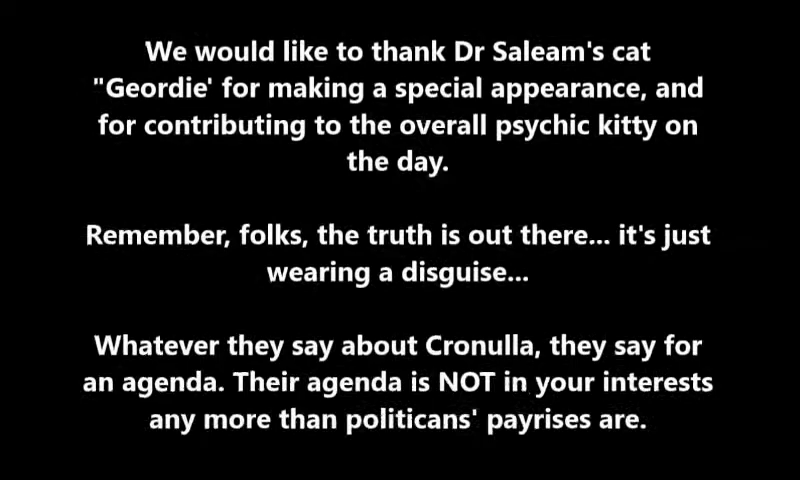 We would like to thank Dr Saleam's cat
"Geordie' for making a special appearance, and
for contributing to the overall psychic kitty on
the day.
Remember, folks, the truth is out there... it's just
wearing a disguise...
Whatever they say about Cronulla, they say for
an agenda. Their agenda is NOT in your interests
any more than politicans' payrises are.